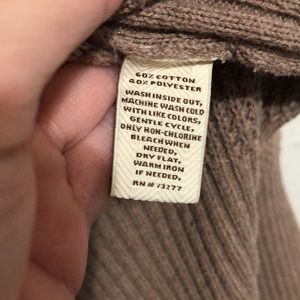 60% COTTON
40% POLYESTER
WASH INSIDE OUT,
MACHINE WASH COLD
WITH LIKE COLORS,
GENTLE CYCLE,
ONLY NON-CHLORINE
BLEACH WHEN
NEEDED,
DRY FLAT,
WARM IRON
IF NEEDED,
RN# 73277